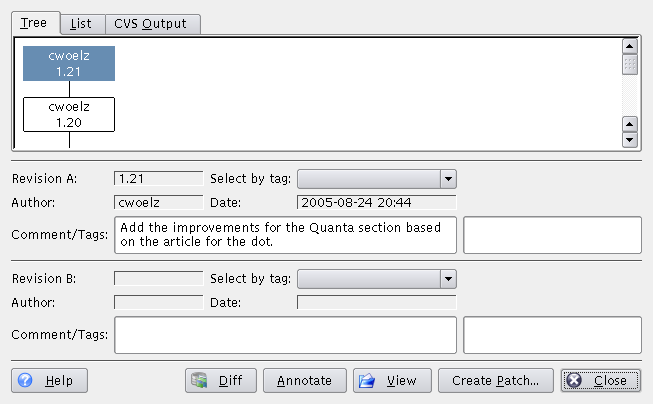 Tree List CVS Output
cwoelz
1.21
cwoelz
1.20
Revision A: 1.21 Select by tag:
Author: cwoelz Date: 2005-08-24 20:44
Comment/Tags: Add the improvements for the Quanta section based
on the article for the dot.
Revision B: Select by tag:
Author: Date:
Comment/Tags:
Help Diff Annotate View Create Patch... Close